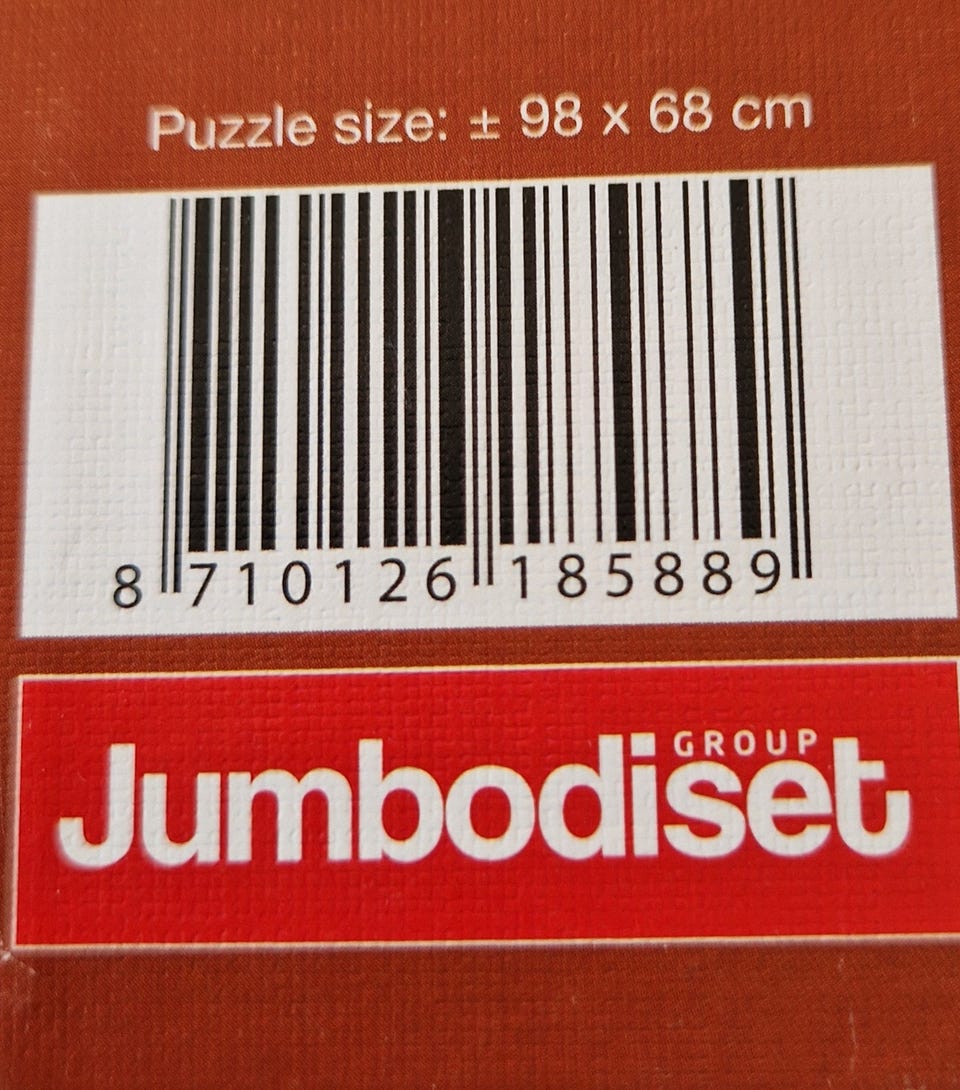 Puzzle size: ± 98 x 68 cm
8 710126 185889
Jumbodiset GROUP